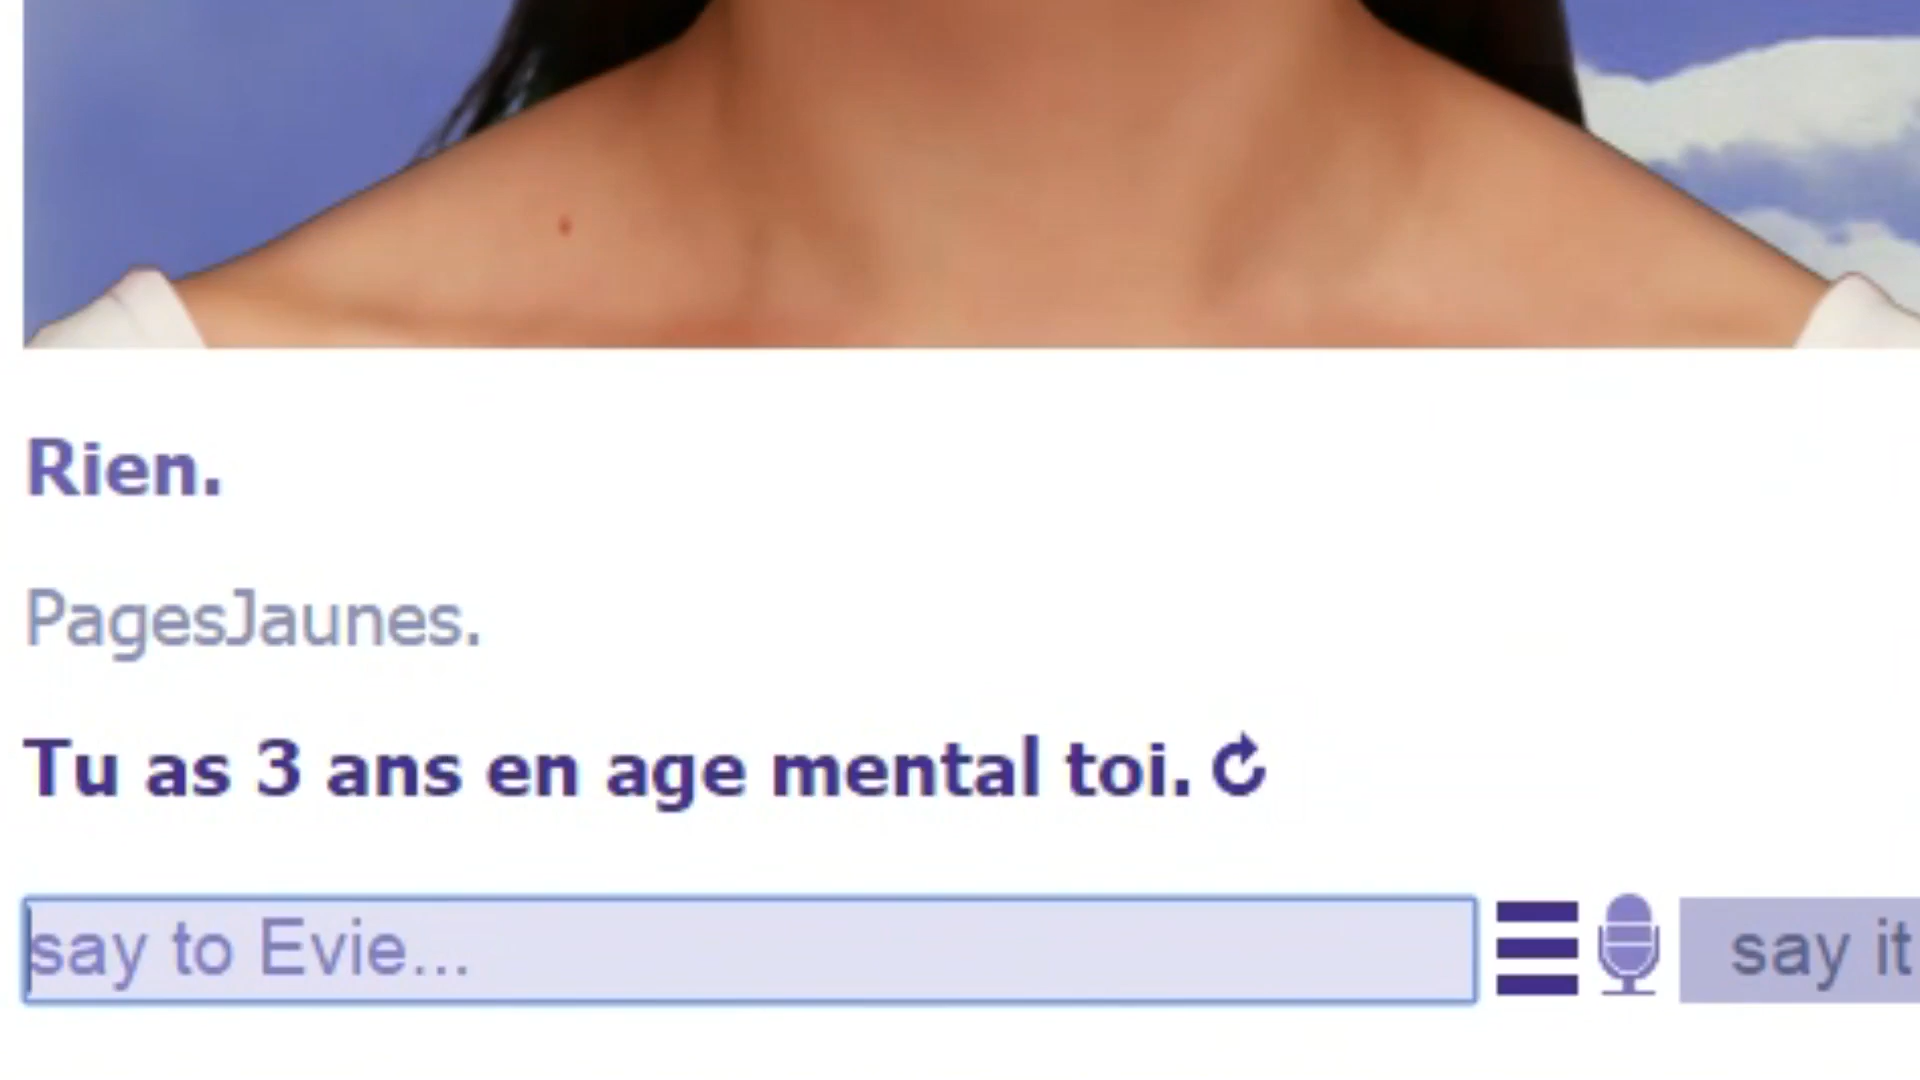 Rien.
PagesJaunes.
Tu as 3 ans en age mental toi.
say to Evie... say it